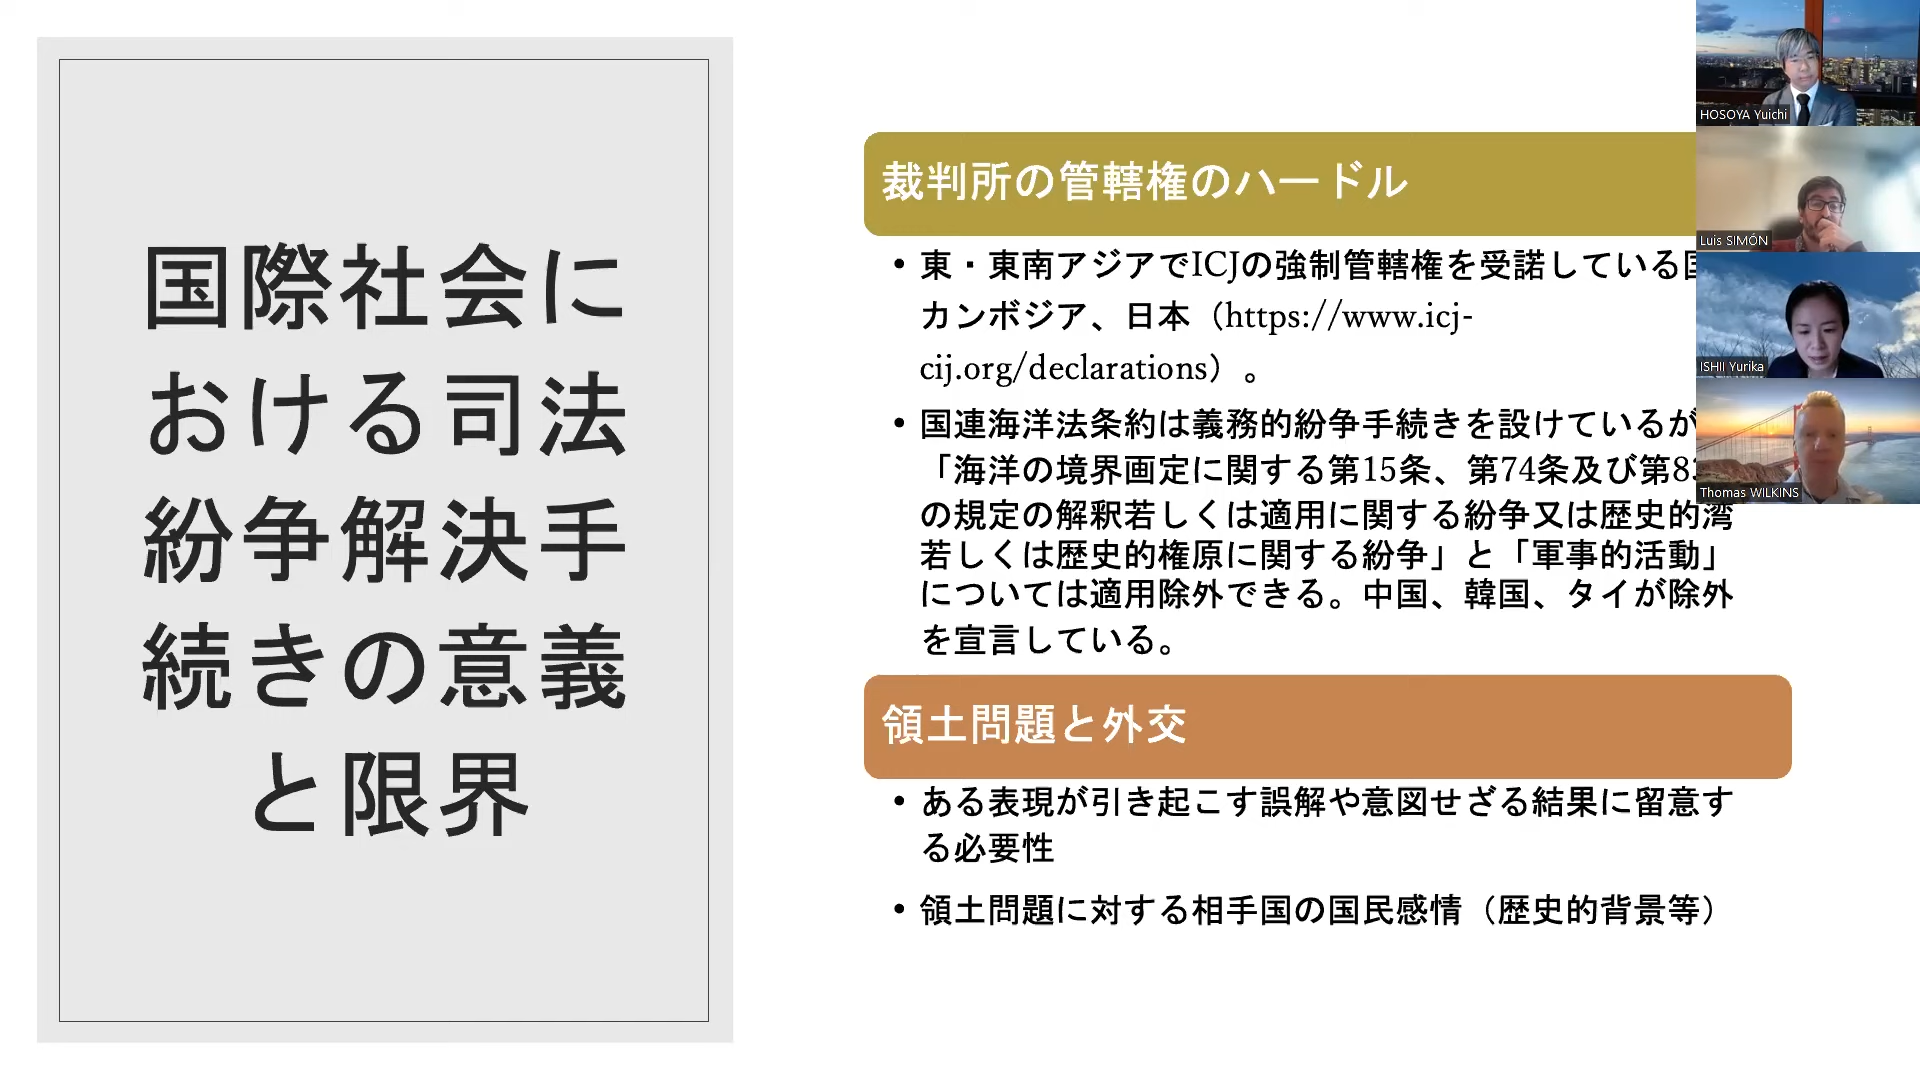 国際社会に
おける司法
紛争解決手
続きの意義
と限界
裁判所の管轄権のハードル
• 東・東南アジアでICJの強制管轄権を受諾している
カンボジア、日本（https://www.icj-
cij.org/declarations）。
• 国連海洋法条約は義務的紛争手続きを設けているが
「海洋の境界画定に関する第15条、第74条及び第8
の規定の解釈若しくは適用に関する紛争又は歴史的湾
若しくは歴史的権原に関する紛争」と「軍事的活動」
については適用除外できる。中国、韓国、タイが除外
を宣言している。
領土問題と外交
• ある表現が引き起こす誤解や意図せざる結果に留意す
る必要性
• 領土問題に対する相手国の国民感情（歴史的背景等）
HOSOYA Yuichi
Luis SIMÓN
ISHII Yurika
Thomas WILKINS